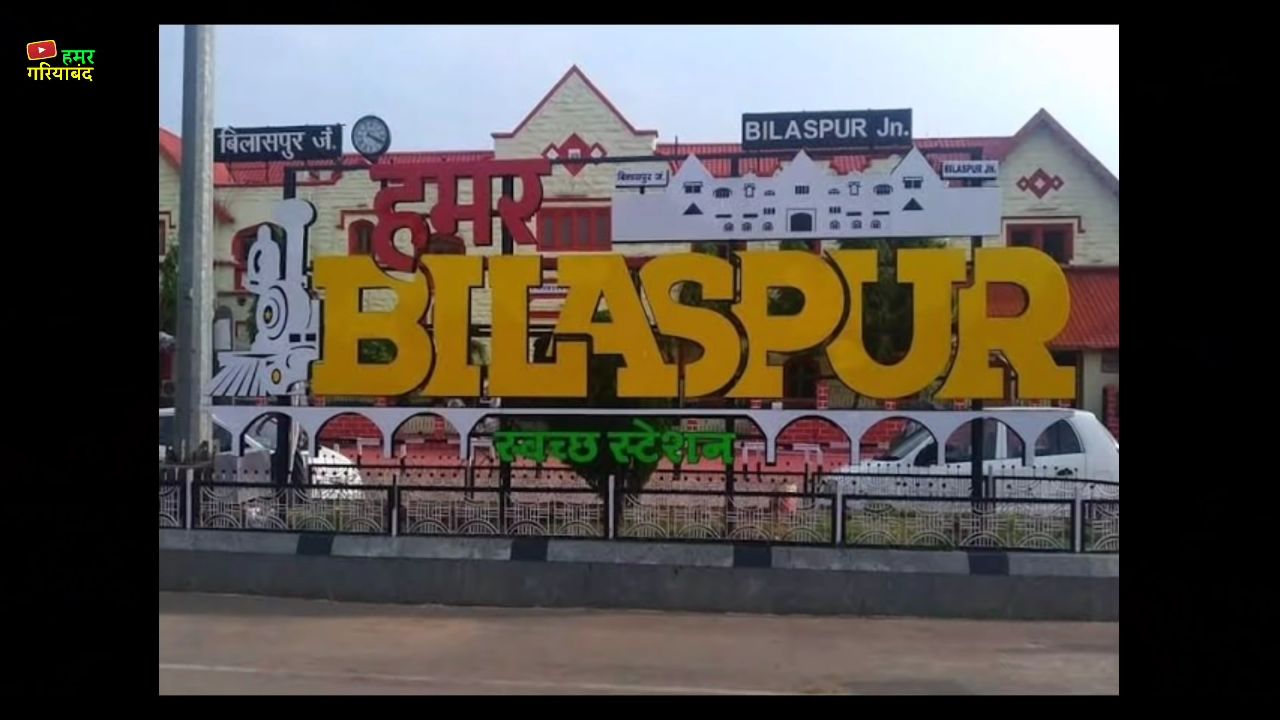 हमर
गरियाबंद
बिलासपुर जं.
BILASPUR Jn.
हमर
बिलासपुर जं.
BILASPUR JN.
BILASPUR
स्वच्छ स्टेशन